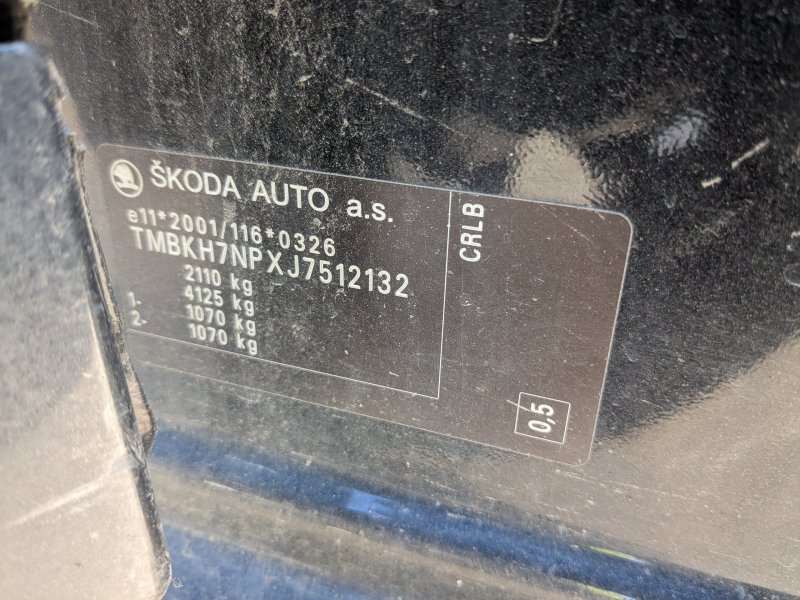 ŠKODA AUTO a.s.
e11*2001/116*0326
TMBKH7NPXJ7512132
2110 kg
4125 kg
1- 1070 kg
2- 1070 kg
CRLB
0,5